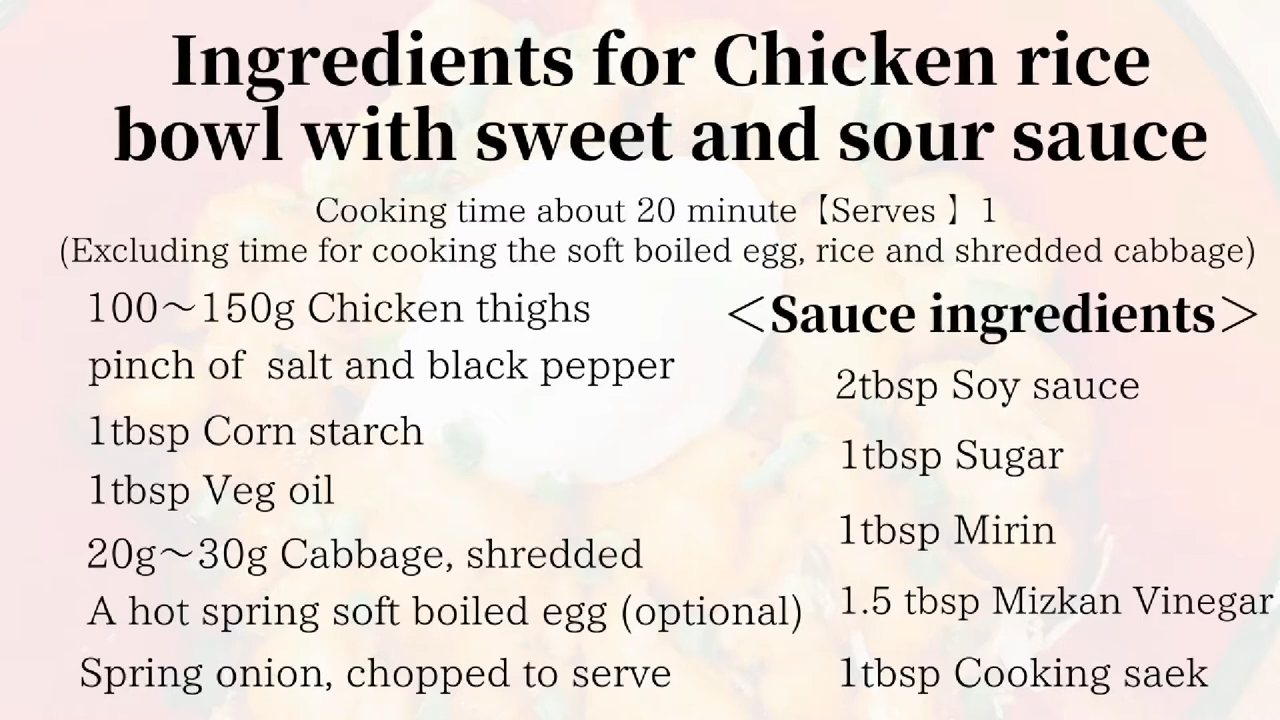 Ingredients for Chicken rice
bowl with sweet and sour sauce
Cooking time about 20 minute【Serves 】1
(Excluding time for cooking the soft boiled egg, rice and shredded cabbage)
100～150g Chicken thighs
pinch of  salt and black pepper
1tbsp Corn starch
1tbsp Veg oil
20g～30g Cabbage, shredded
A hot spring soft boiled egg (optional)
Spring onion, chopped to serve
＜Sauce ingredients＞
2tbsp Soy sauce
1tbsp Sugar
1tbsp Mirin
1.5 tbsp Mizkan Vinegar
1tbsp Cooking saek